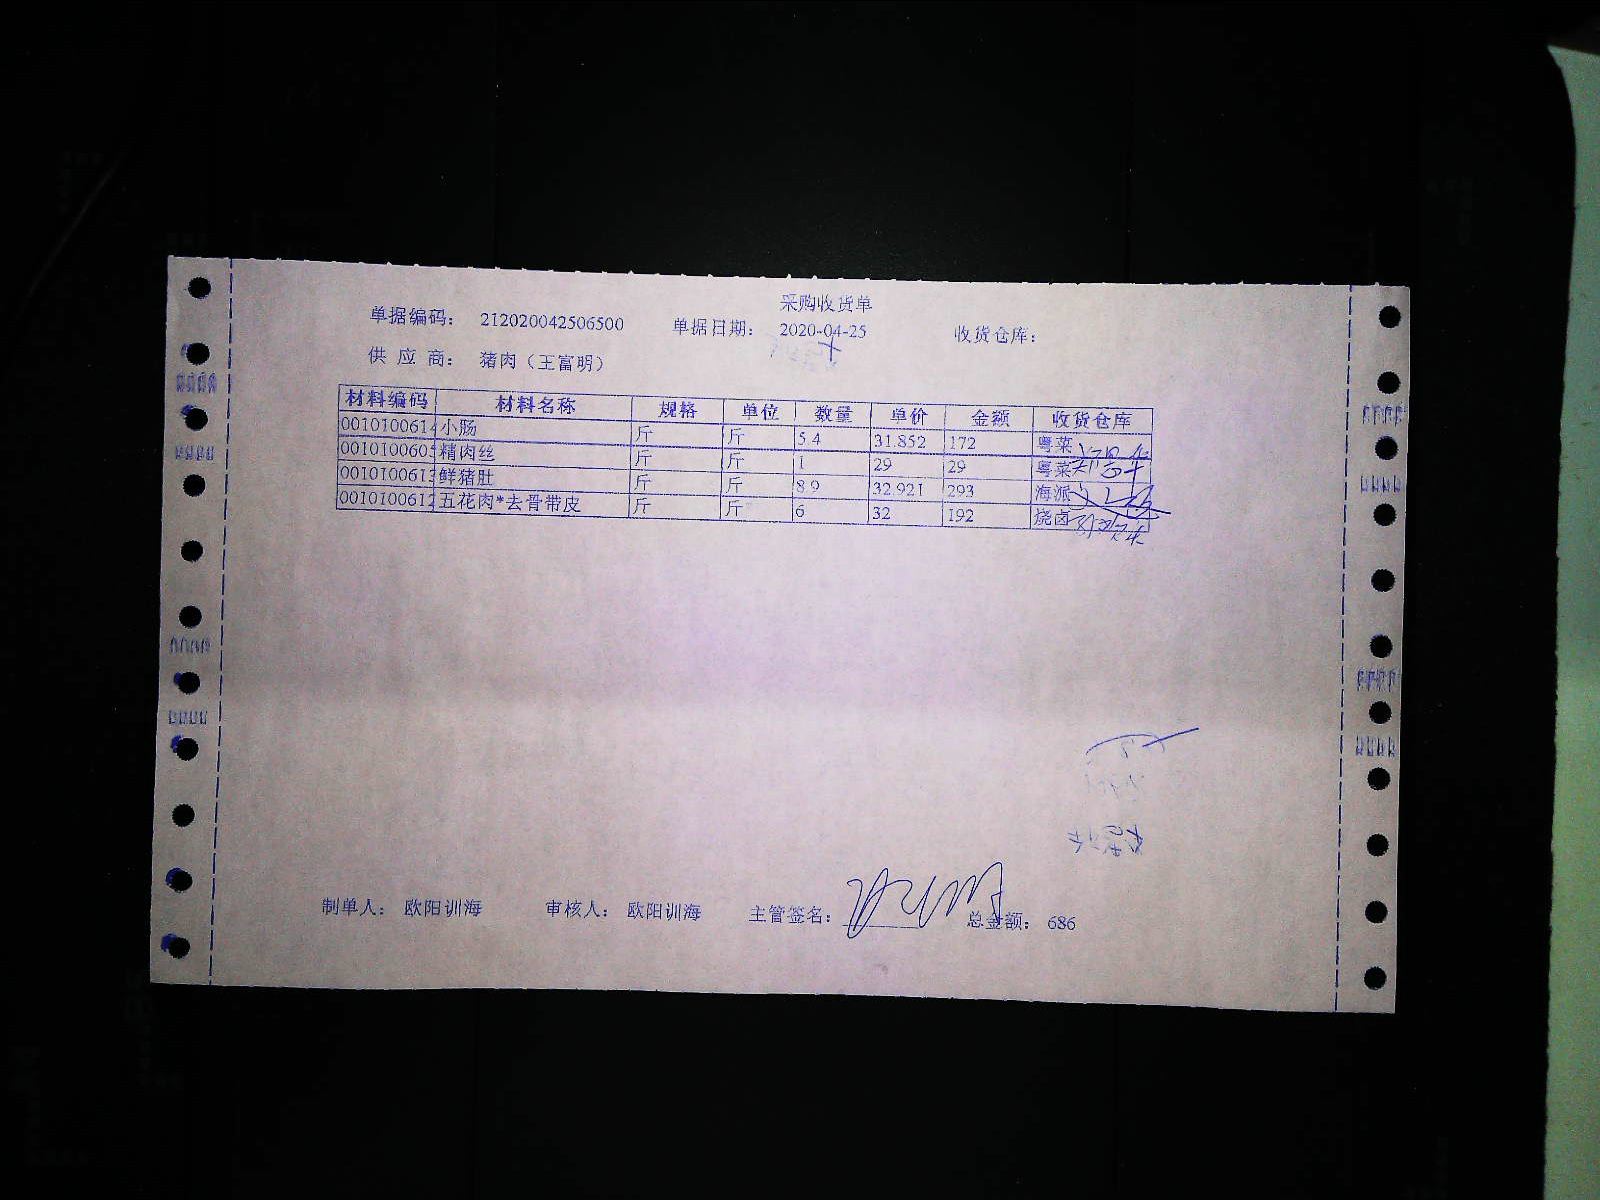 采购收货单
单据编码： 212020042506500 单据日期： 2020-04-25 收货仓库：
供 应 商： 猪肉（王富明）
材料编码 材料名称 规格 单位 数量 单价 金额 收货仓库
0010100614 小肠 斤 斤 5.4 31.852 172 粤菜
0010100605 精肉丝 斤 斤 1 29 29 粤菜
0010100613 鲜猪肚 斤 斤 8.9 32.921 293 海派
0010100612 五花肉*去骨带皮 斤 斤 6 32 192 烧卤
制单人： 欧阳训海 审核人： 欧阳训海 主管签名： 总金额： 686